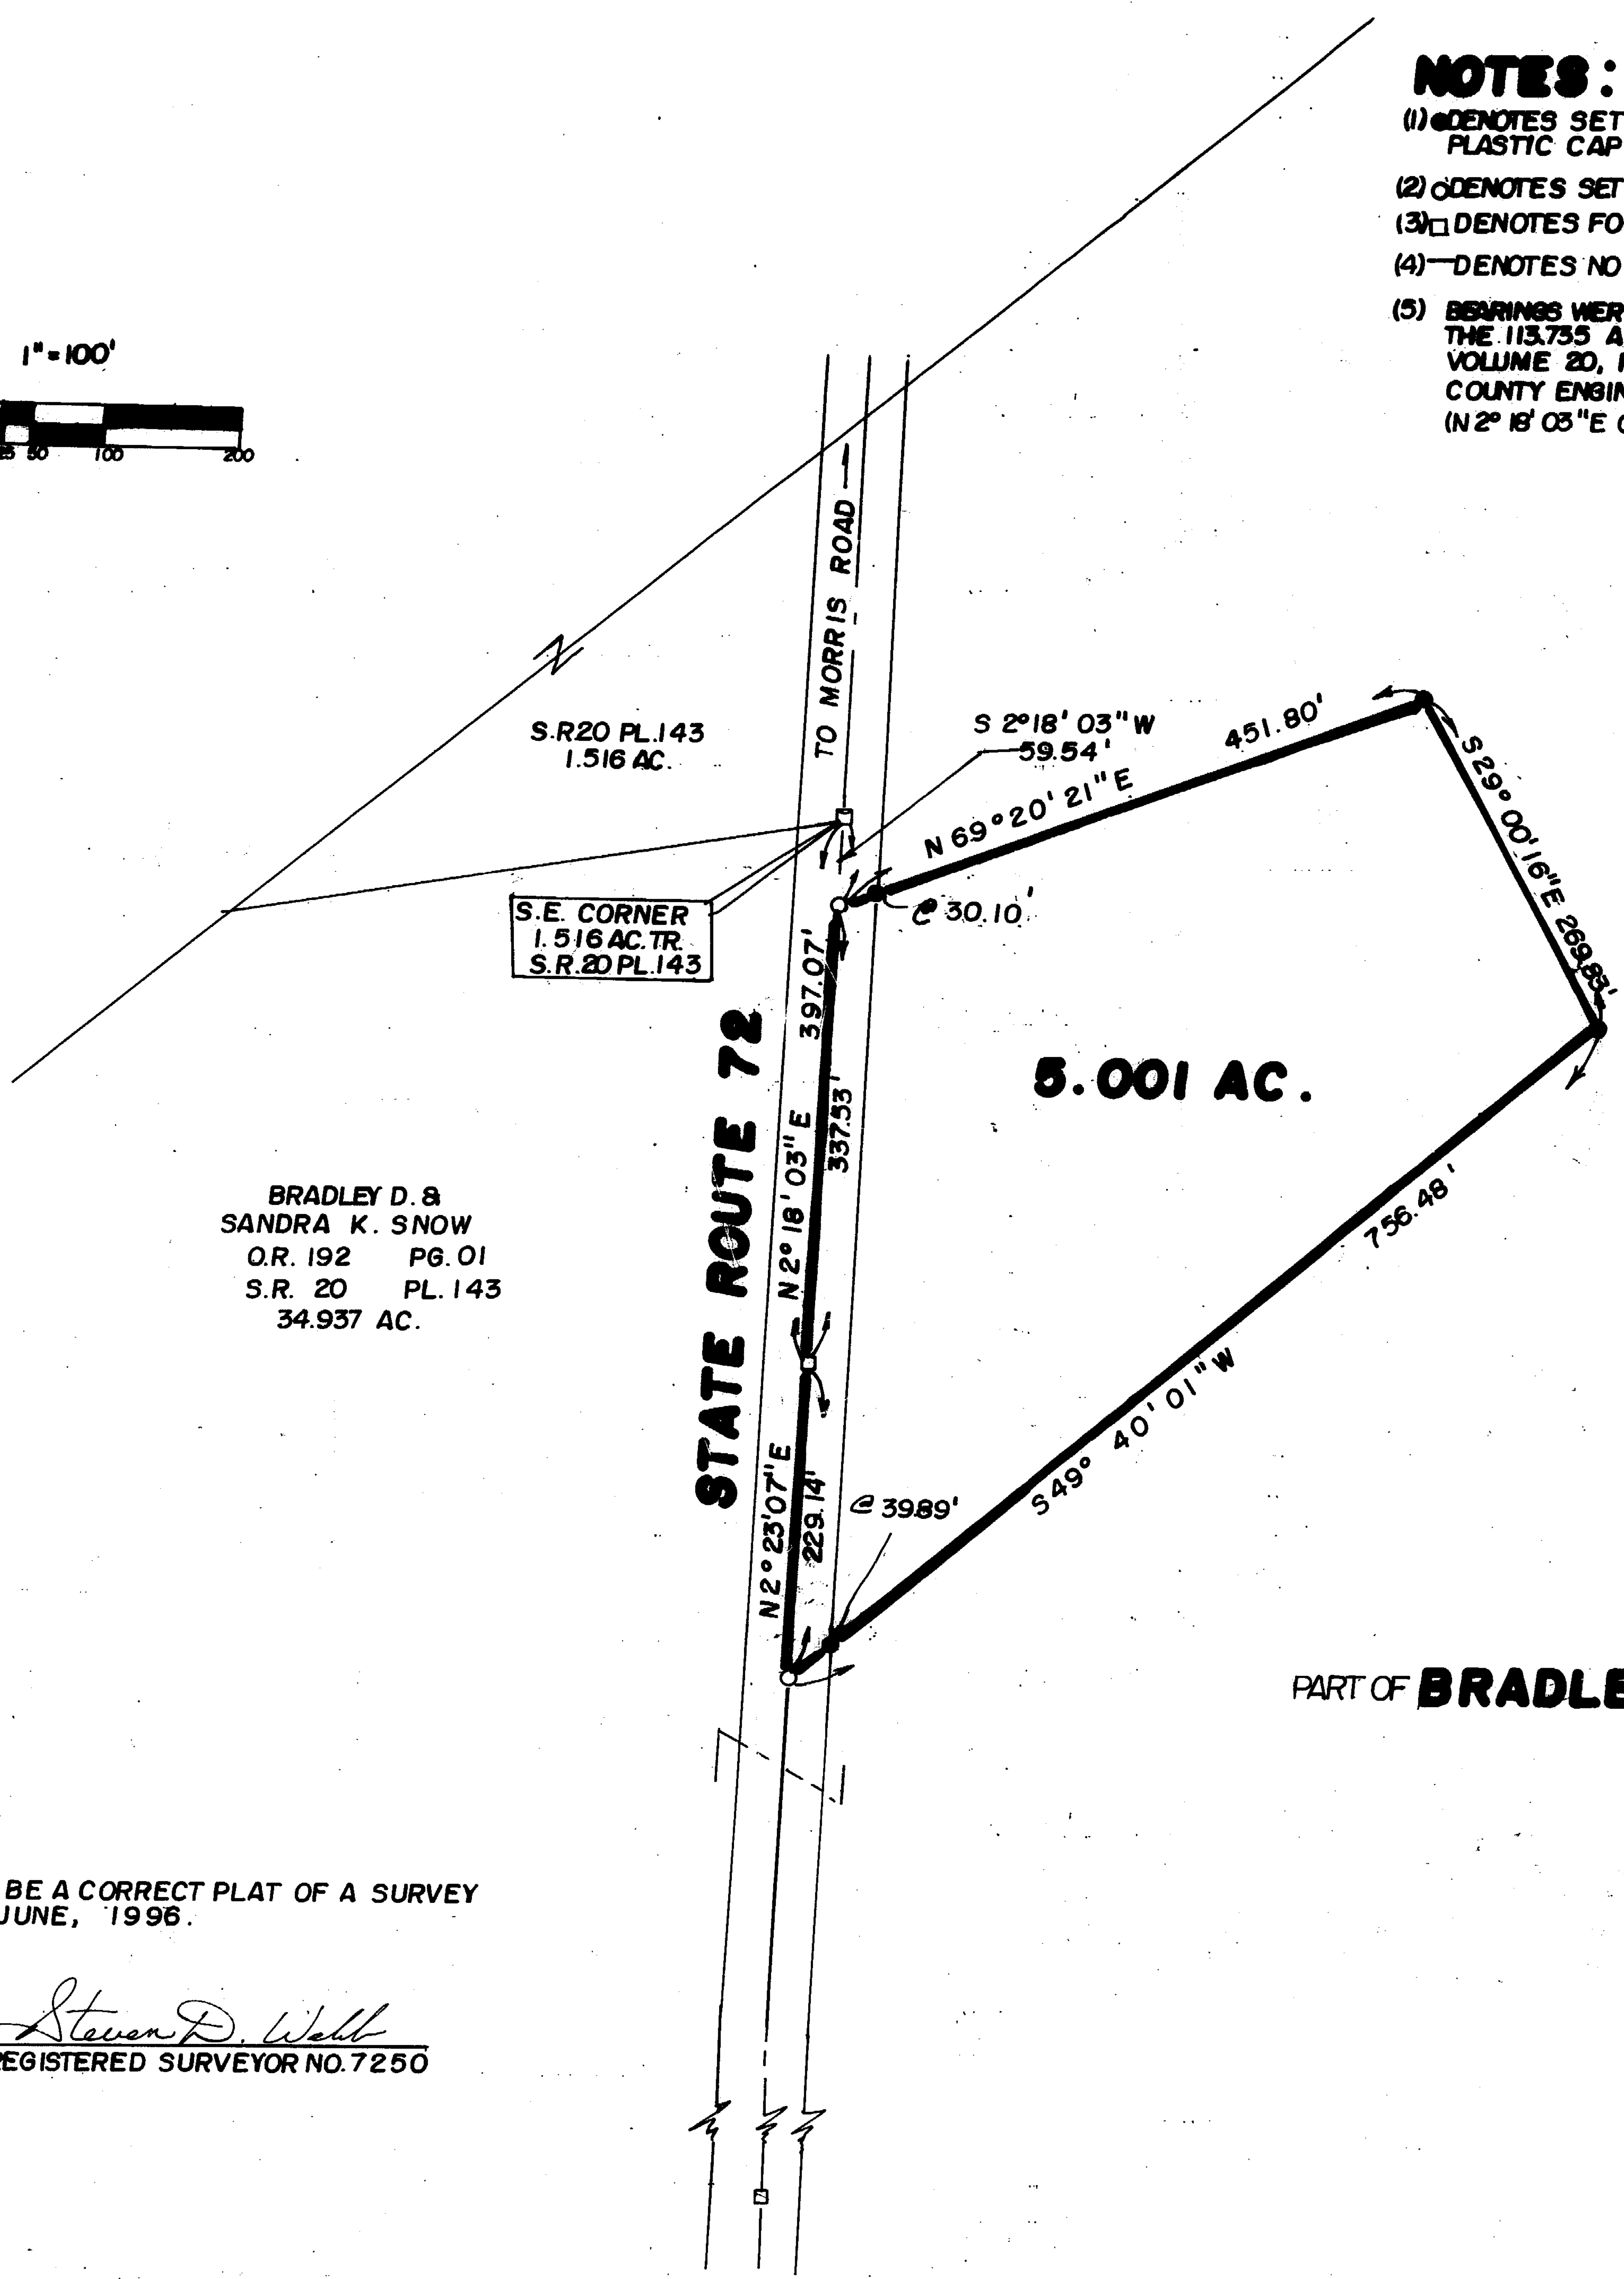 NOTES:
(1) DENOTES SET
PLASTIC CAP
(2) DENOTES SET
(3) DENOTES FO
(4) DENOTES NO
(5) BEARINGS WER
THE 113.735 A
VOLUME 20,
COUNTY ENGIN
(N 2° 18' 03" E
1" = 100'
25 50 100 200
TO MORRIS ROAD
S.R20 PL.143
1.516 AC.
S 2° 18' 03" W
59.54'
451.80'
N 69° 20' 21" E
S 29° 00' 16" E 269.83'
@ 30.10'
S.E. CORNER
1.516 AC. TR.
S.R. 20 PL.143
397.07'
337.53'
N 2° 18' 03" E
STATE ROUTE 72
5.001 AC.
BRADLEY D. &
SANDRA K. SNOW
O.R. 192 PG. 01
S.R. 20 PL. 143
34.937 AC.
756.48'
S 49° 40' 01" W
N 2° 23' 07" E
229.14'
@ 39.89'
PART OF BRADLE
BE A CORRECT PLAT OF A SURVEY
JUNE, 1996.
Steven D. Webb
REGISTERED SURVEYOR NO. 7250